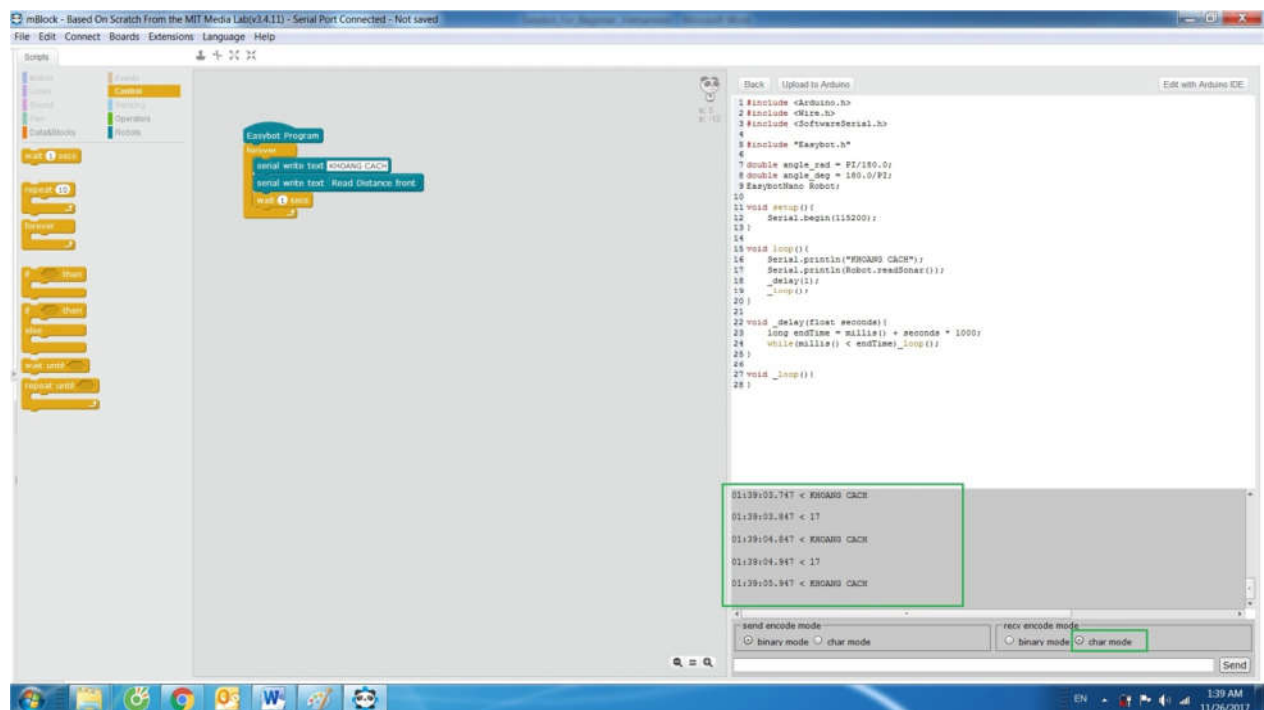 mBlock - Based On Scratch From the MIT Media Lab(v3.4.11) - Serial Port Connected - Not saved
File Edit Connect Boards Extensions Language Help
Scripts
Motion
Events
Looks
Control
Sound
Sensing
Pen
Operators
Data&Blocks
Robots
wait 1 secs
repeat 10
forever
if then
if then
else
wait until
repeat until
Easybot Program
forever
serial write text KHOANG CACH
serial write text Read Distance front
wait 1 secs
Back
Upload to Arduino
Edit with Arduino IDE
1 #include <Arduino.h>
2 #include <Wire.h>
3 #include <SoftwareSerial.h>
4
5 #include "Easybot.h"
6
7 double angle_rad = PI/180.0;
8 double angle_deg = 180.0/PI;
9 EasybotNano Robot;
10
11 void setup(){
12 Serial.begin(115200);
13 }
14
15 void loop(){
16 Serial.println("KHOANG CACH");
17 Serial.println(Robot.readSonar());
18 _delay(1);
19 _loop();
20 }
21
22 void _delay(float seconds){
23 long endTime = millis() + seconds * 1000;
24 while(millis() < endTime)_loop();
25 }
26
27 void _loop(){
28 }
01:39:03.747 < KHOANG CACH
01:39:03.847 < 17
01:39:04.847 < KHOANG CACH
01:39:04.947 < 17
01:39:05.947 < KHOANG CACH
send encode mode
binary mode char mode
recv encode mode
binary mode char mode
Send
EN
1:39 AM
11/26/2017